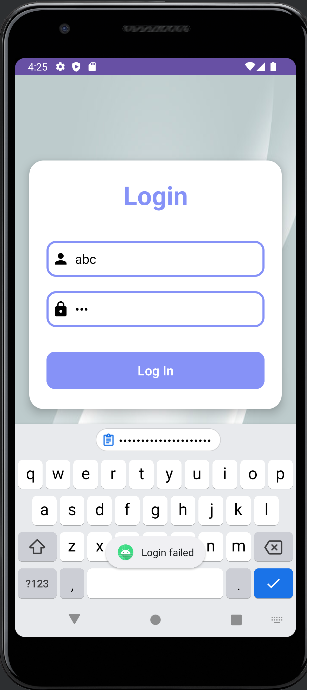 4:25
Login
abc
•••
Log In
•••••••••••••••••••••
q w e r t y u i o p
a s d f g h j k l
z x n m
Login failed
?123 , .